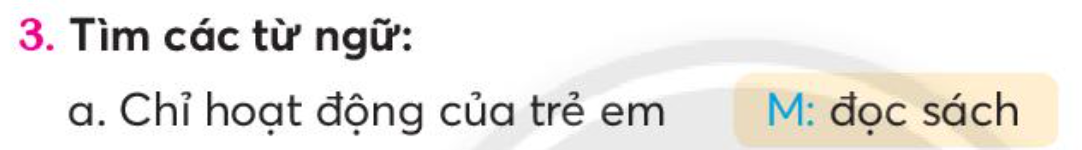 3. Tìm các từ ngữ:
a. Chỉ hoạt động của trẻ em M: đọc sách